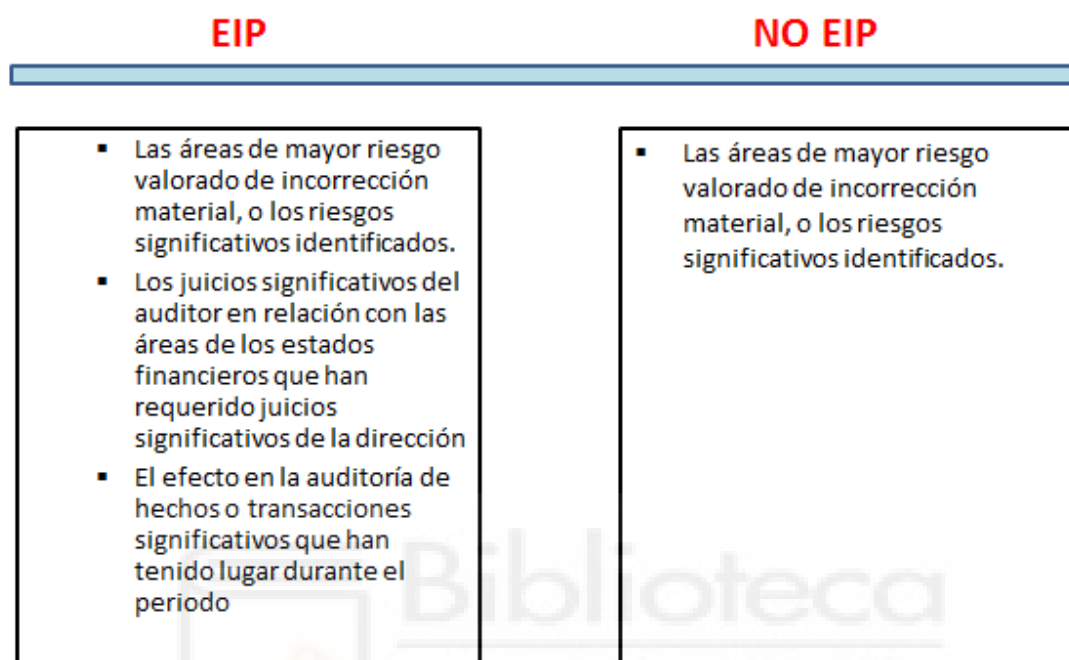 EIP
NO EIP
▪ Las áreas de mayor riesgo
valorado de incorrección
material, o los riesgos
significativos identificados.
▪ Los juicios significativos del
auditor en relación con las
áreas de los estados
financieros que han
requerido juicios
significativos de la dirección
▪ El efecto en la auditoría de
hechos o transacciones
significativos que han
tenido lugar durante el
periodo
▪ Las áreas de mayor riesgo
valorado de incorrección
material, o los riesgos
significativos identificados.
Biblioteca